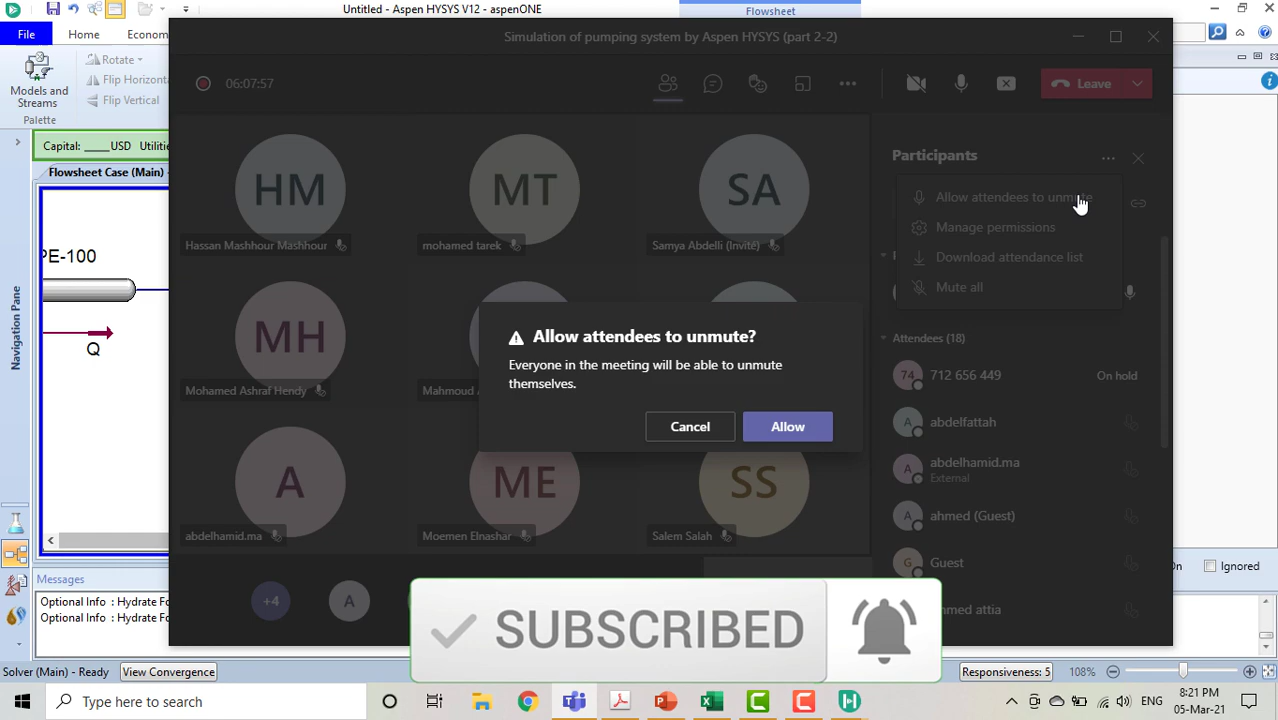 Untitled - Aspen HYSYS V12 - aspenONE
Flowsheet
File
Home
Econom
Rotate
Flip Horizonta
Flip Vertical
Models and
Streams
Palette
Capital: ____USD Utilities
Flowsheet Case (Main) -
PE-100
Q
Navigation Pane
Simulation of pumping system by Aspen HYSYS (part 2-2)
06:07:57
Leave
HM
Hassan Mashhour Mashhour
MT
mohamed tarek
SA
Samya Abdelli (Invité)
MH
Mohamed Ashraf Hendy
Mahmoud A
A
abdelhamid.ma
ME
Moemen Elnashar
SS
Salem Salah
+4
A
Participants
Allow attendees to unmute
Manage permissions
Download attendance list
Mute all
Attendees (18)
74
712 656 449
On hold
A
abdelfattah
A
abdelhamid.ma
External
A
ahmed (Guest)
G
Guest
hmed attia
Allow attendees to unmute?
Everyone in the meeting will be able to unmute
themselves.
Cancel
Allow
SUBSCRIBED
Messages
Optional Info : Hydrate Fo
Optional Info : Hydrate Fo
On
Ignored
Solver (Main) - Ready
View Convergence
Responsiveness: 5
108%
Type here to search
ENG
8:21 PM
05-Mar-21